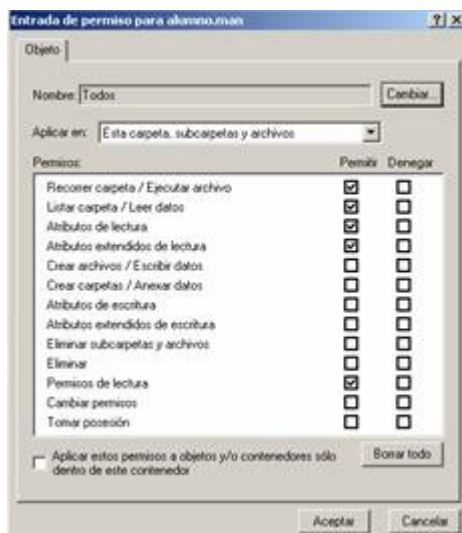 Entrada de permiso para alumno.man
Objeto
Nombre: Todos
Cambiar...
Aplicar en: Esta carpeta, subcarpetas y archivos
Permisos: Permitir Denegar
Recorrer carpeta / Ejecutar archivo
Listar carpeta / Leer datos
Atributos de lectura
Atributos extendidos de lectura
Crear archivos / Escribir datos
Crear carpetas / Anexar datos
Atributos de escritura
Atributos extendidos de escritura
Eliminar subcarpetas y archivos
Eliminar
Permisos de lectura
Cambiar permisos
Tomar posesión
Aplicar estos permisos a objetos y/o contenedores sólo
dentro de este contenedor
Borrar todo
Aceptar Cancelar